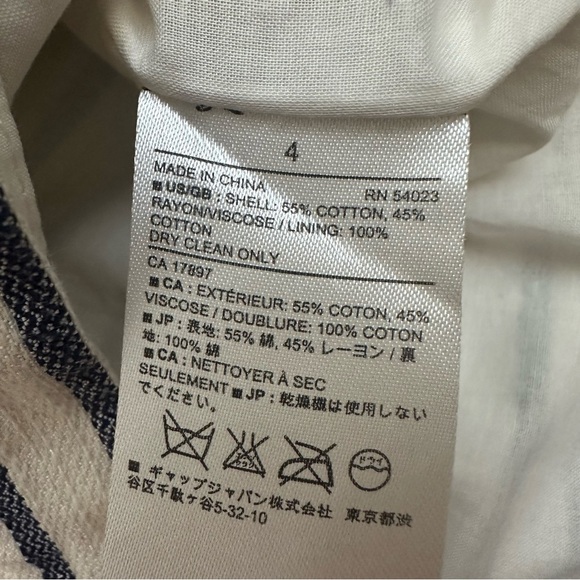 4
MADE IN CHINA RN 54023
■ US/GB : SHELL: 55% COTTON, 45%
RAYON/VISCOSE / LINING: 100%
COTTON
DRY CLEAN ONLY
CA 17897
■ CA : EXTÉRIEUR: 55% COTON, 45%
VISCOSE / DOUBLURE: 100% COTON
■ JP : 表地: 55% 綿, 45% レーヨン / 裏
地: 100% 綿
■ CA : NETTOYER À SEC
SEULEMENT ■ JP : 乾燥機は使用しない
でください。
ドライ
■ ギャップジャパン株式会社 東京都渋
谷区千駄ヶ谷5-32-10